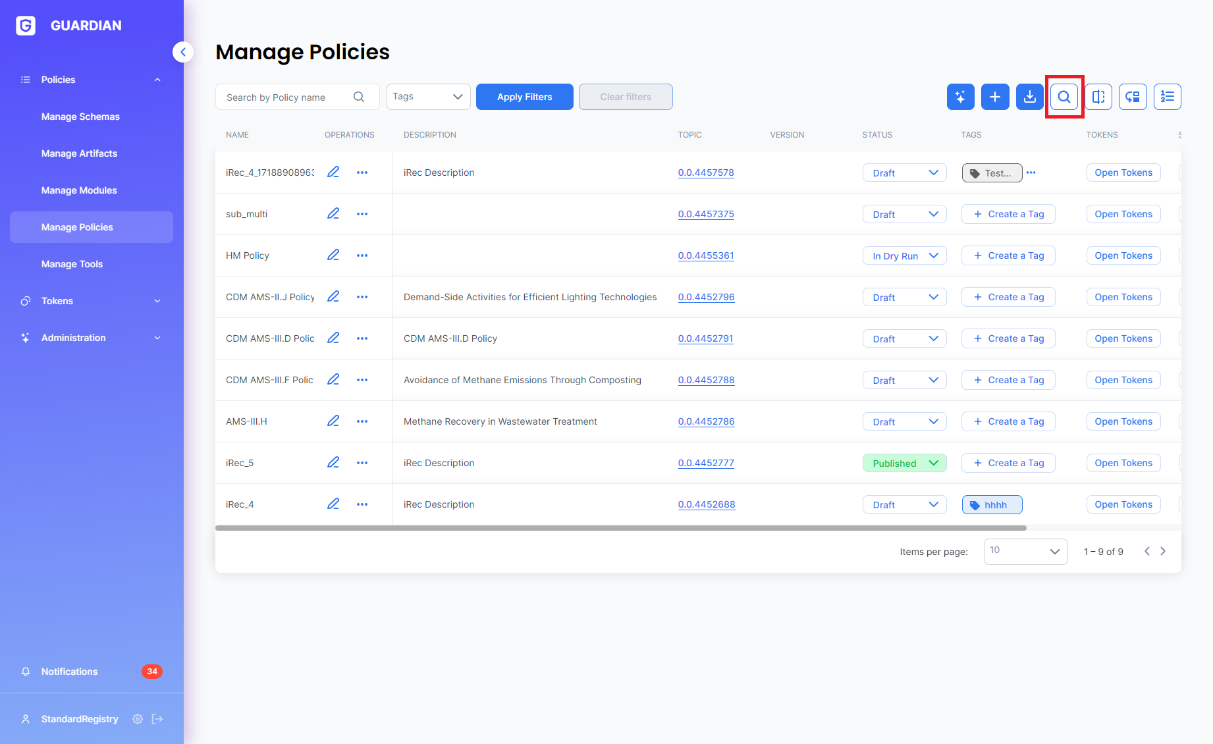 GUARDIAN
Policies
Manage Schemas
Manage Artifacts
Manage Modules
Manage Policies
Manage Tools
Tokens
Administration
Notifications 34
StandardRegistry
Manage Policies
Search by Policy name Tags Apply Filters Clear filters
NAME OPERATIONS DESCRIPTION TOPIC VERSION STATUS TAGS TOKENS S
iRec_4_17188908963 iRec Description 0.0.4457578 Draft Test... Open Tokens
sub_multi 0.0.4457375 Draft + Create a Tag Open Tokens
HM Policy 0.0.4455361 In Dry Run + Create a Tag Open Tokens
CDM AMS-II.J Policy Demand-Side Activities for Efficient Lighting Technologies 0.0.4452796 Draft + Create a Tag Open Tokens
CDM AMS-III.D Polic CDM AMS-III.D Policy 0.0.4452791 Draft + Create a Tag Open Tokens
CDM AMS-III.F Polic Avoidance of Methane Emissions Through Composting 0.0.4452788 Draft + Create a Tag Open Tokens
AMS-III.H Methane Recovery in Wastewater Treatment 0.0.4452786 Draft + Create a Tag Open Tokens
iRec_5 iRec Description 0.0.4452777 Published + Create a Tag Open Tokens
iRec_4 iRec Description 0.0.4452688 Draft hhhh Open Tokens
Items per page: 10 1 – 9 of 9